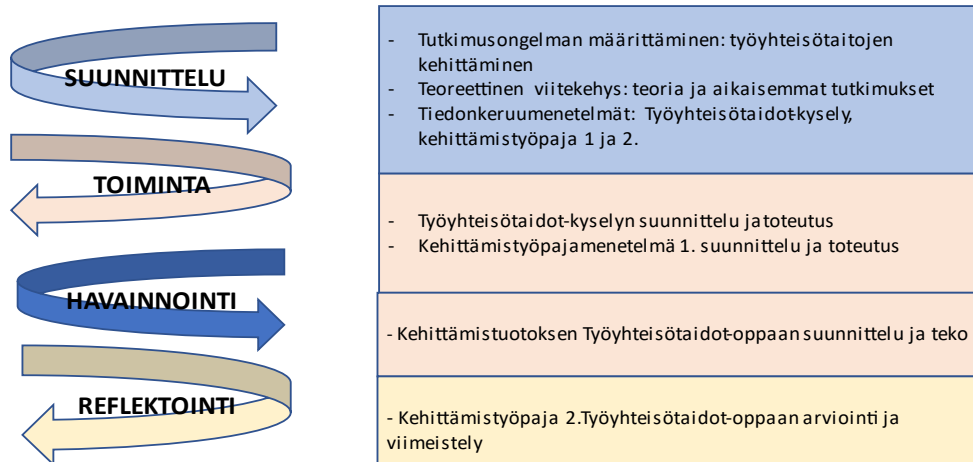 SUUNNITTELU
- Tutkimusongelman määrittäminen: työyhteisötaitojen
kehittäminen
- Teoreettinen viitekehys: teoria ja aikaisemmat tutkimukset
- Tiedonkeruumenetelmät: Työyhteisötaidot-kysely,
kehittämistyöpaja 1 ja 2.
TOIMINTA
- Työyhteisötaidot-kyselyn suunnittelu ja toteutus
- Kehittämistyöpajamenetelmä 1. suunnittelu ja toteutus
HAVAINNOINTI
- Kehittämistuotoksen Työyhteisötaidot-oppaan suunnittelu ja teko
REFLEKTOINTI
- Kehittämistyöpaja 2.Työyhteisötaidot-oppaan arviointi ja
viimeistely